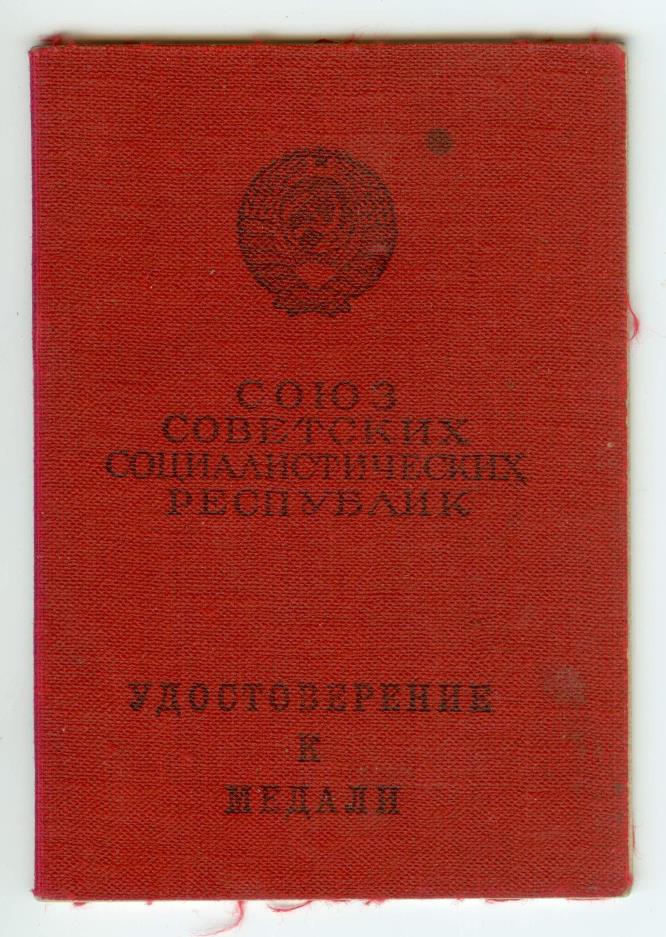 СОЮЗ
СОВЕТСКИХ
СОЦИАЛИСТИЧЕСКИХ
РЕСПУБЛИК
УДОСТОВЕРЕНИЕ
К
МЕДАЛИ